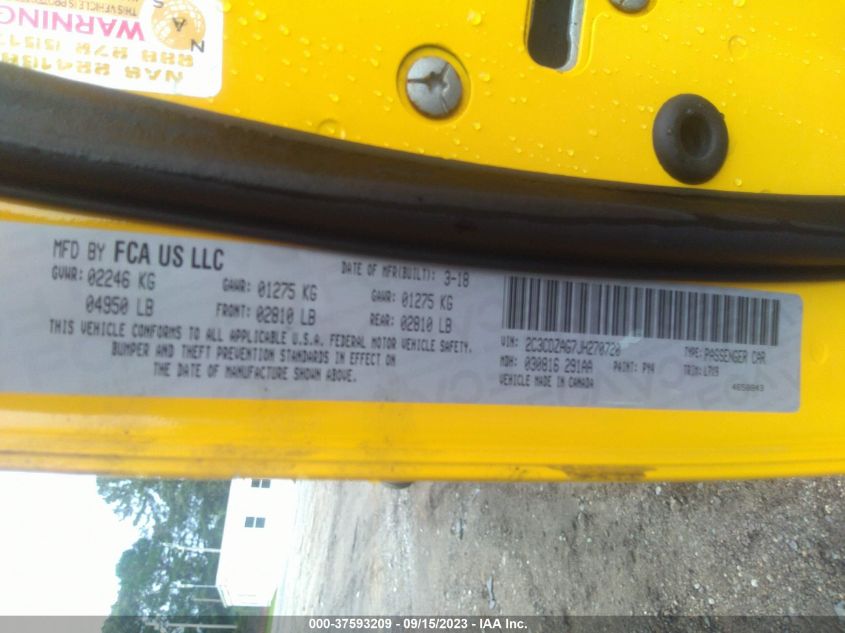 WARNING
MFD BY FCA US LLC
GVWR: 02246 KG
04950 LB
GAWR: 01275 KG
FRONT: 02810 LB
DATE OF MFR(BUILT): 3-18
GAWR: 01275 KG
REAR: 02810 LB
THIS VEHICLE CONFORMS TO ALL APPLICABLE U.S.A. FEDERAL MOTOR VEHICLE SAFETY,
BUMPER AND THEFT PREVENTION STANDARDS IN EFFECT ON
THE DATE OF MANUFACTURE SHOWN ABOVE.
VIN: 2C3CDZAG7JH270720
TYPE: PASSENGER CAR
MDH: 030816 291AA
PAINT: PY4
TRIM: L7X9
VEHICLE MADE IN CANADA
000-37593209 - 09/15/2023 - IAA Inc.